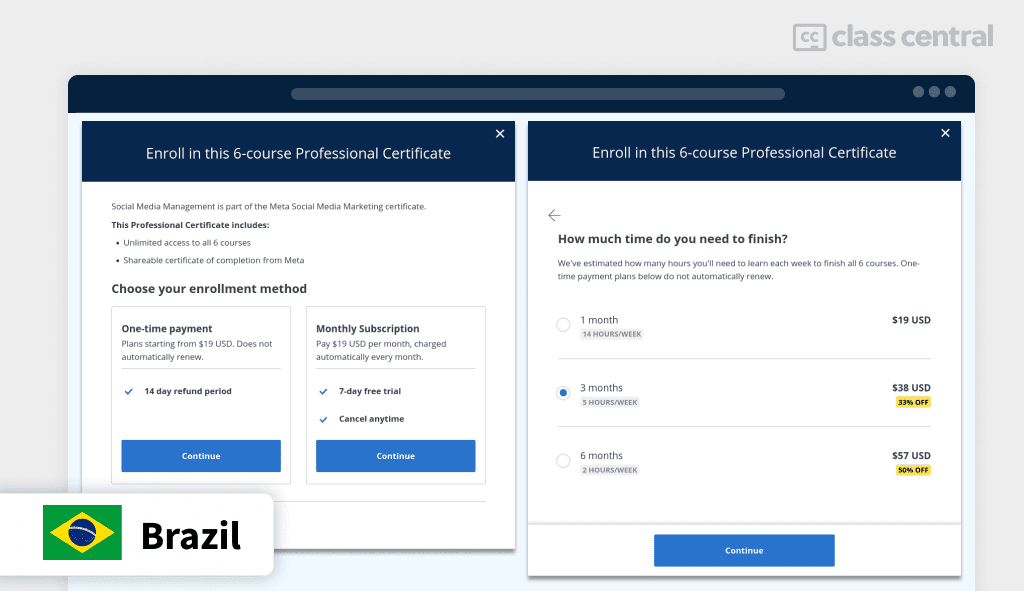 cc class central
Enroll in this 6-course Professional Certificate
Social Media Management is part of the Meta Social Media Marketing certificate.
This Professional Certificate includes:
• Unlimited access to all 6 courses
• Shareable certificate of completion from Meta
Choose your enrollment method
One-time payment
Plans starting from $19 USD. Does not
automatically renew.
14 day refund period
Continue
Monthly Subscription
Pay $19 USD per month, charged
automatically every month.
7-day free trial
Cancel anytime
Continue
Brazil
Enroll in this 6-course Professional Certificate
How much time do you need to finish?
We've estimated how many hours you'll need to learn each week to finish all 6 courses. One-
time payment plans below do not automatically renew.
1 month $19 USD
14 HOURS/WEEK
3 months $38 USD
5 HOURS/WEEK 33% OFF
6 months $57 USD
2 HOURS/WEEK 50% OFF
Continue